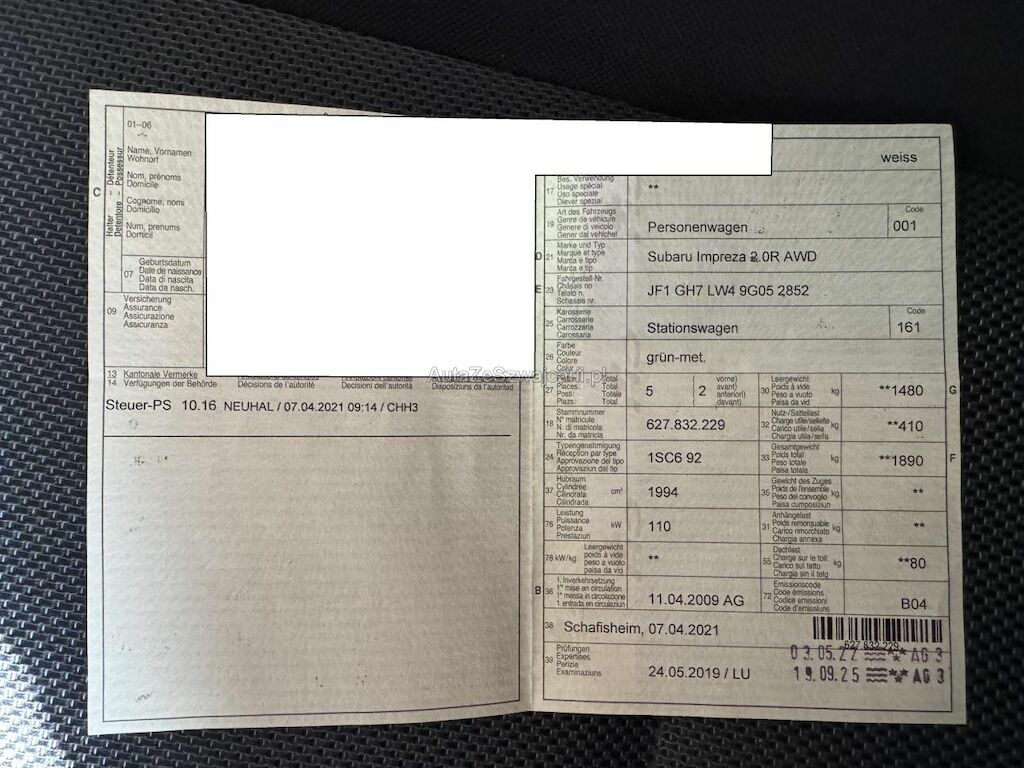 01-06
Name, Vornamen
Wohnort
Nom, prénoms
Domicile
Cognome, nomi
Domicilio
Num, prenums
Domicil
C
Halter – Détenteur
Detentore – Possessur
07
Geburtsdatum
Date de naissance
Data di nascita
Data da nasch.
09
Versicherung
Assurance
Assicurazione
Assicuranza
13 Kantonale Vermerke
14 Verfügungen der Behörde
Décisions de l'autorité
Decisioni dell'autorità
Disposiziuns da l'autoritad
Steuer-PS 10.16 NEUHAL / 07.04.2021 09:14 / CHH3
weiss
17
Bes. Verwendung
Usage spécial
Uso speciale
Diever spezial
**
19
Art des Fahrzeugs
Genre de véhicule
Genere di veicolo
Gener dal vehichel
Personenwagen
Code
001
D 21
Marke und Typ
Marque et type
Marca e tipo
Marca e tip
Subaru Impreza 2.0R AWD
E 23
Fahrgestell-Nr.
Châssis no
Telaio n.
Schassis nr.
JF1 GH7 LW4 9G05 2852
25
Karosserie
Carrosserie
Carrozzeria
Carossaria
Stationswagen
Code
161
26
Farbe
Couleur
Colore
Colur
grün-met.
AutaZeSzwajcarii.pl
27
Total
Places: Total
Posti: Totale
Plazs: Total
5
2
vorne)
avant)
anteriori)
davant)
30
Leergewicht
Poids à vide
Peso a vuoto
Paisa da vid
kg
**1480
G
18
Stammnummer
N° matricule
N. di matricola
Nr. da matricla
627.832.229
32
Nutz-/Sattellast
Charge utile/sellette
Carico utile/sella
Chargia utila/sella
kg
**410
24
Typengenehmigung
Réception par type
Approvazione del tipo
Approvaziun dal tip
1SC6 92
33
Gesamtgewicht
Poids total
Peso totale
Paisa totala
kg
**1890
F
37
Hubraum
Cylindrée
Cilindrata
Cilindrada
cm³
1994
35
Gewicht des Zuges
Poids de l'ensemble
Peso del convoglio
Paisa cumposiziun
kg
**
76
Leistung
Puissance
Potenza
Prestaziun
kW
110
31
Anhängelast
Poids remorquable
Carico rimorchiato
Chargia annexa
kg
**
78 kW/kg
Leergewicht
poids à vide
peso a vuoto
paisa da vid
**
55
Dachlast
Charge sur le toit
Carico sul tetto
Chargia sin il tetg
kg
**80
B 36
1. Inverkehrsetzung
1re mise en circulation
1a messa in circolazione
1. entrada en circulaziun
11.04.2009 AG
72
Emissionscode
Code émissions
Codice emissioni
Code d'emissiuns
B04
38
Schafisheim, 07.04.2021
627.832.229
39
Prüfungen
Expertises
Perizie
Examinaziuns
24.05.2019 / LU
03.05.22 AG 3
19.09.25 AG 3